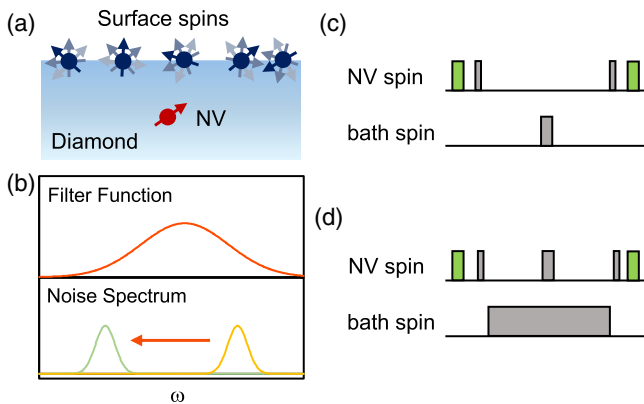 (a)
Surface spins
NV
Diamond
(b)
Filter Function
Noise Spectrum
ω
(c)
NV spin
bath spin
(d)
NV spin
bath spin